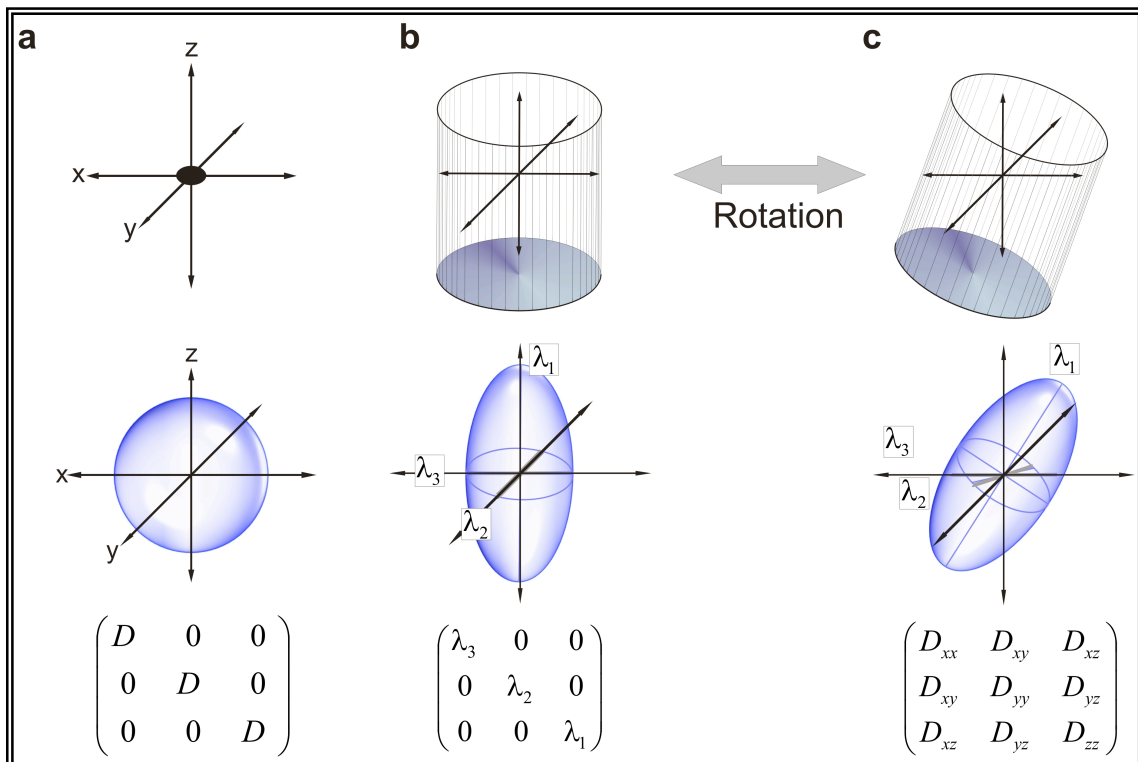 a
b
c
z
x
y
Rotation
z
x
y
λ1
λ3
λ2
λ1
λ3
λ2
D 0 0
0 D 0
0 0 D
λ3 0 0
0 λ2 0
0 0 λ1
Dxx Dxy Dxz
Dxy Dyy Dyz
Dxz Dyz Dzz